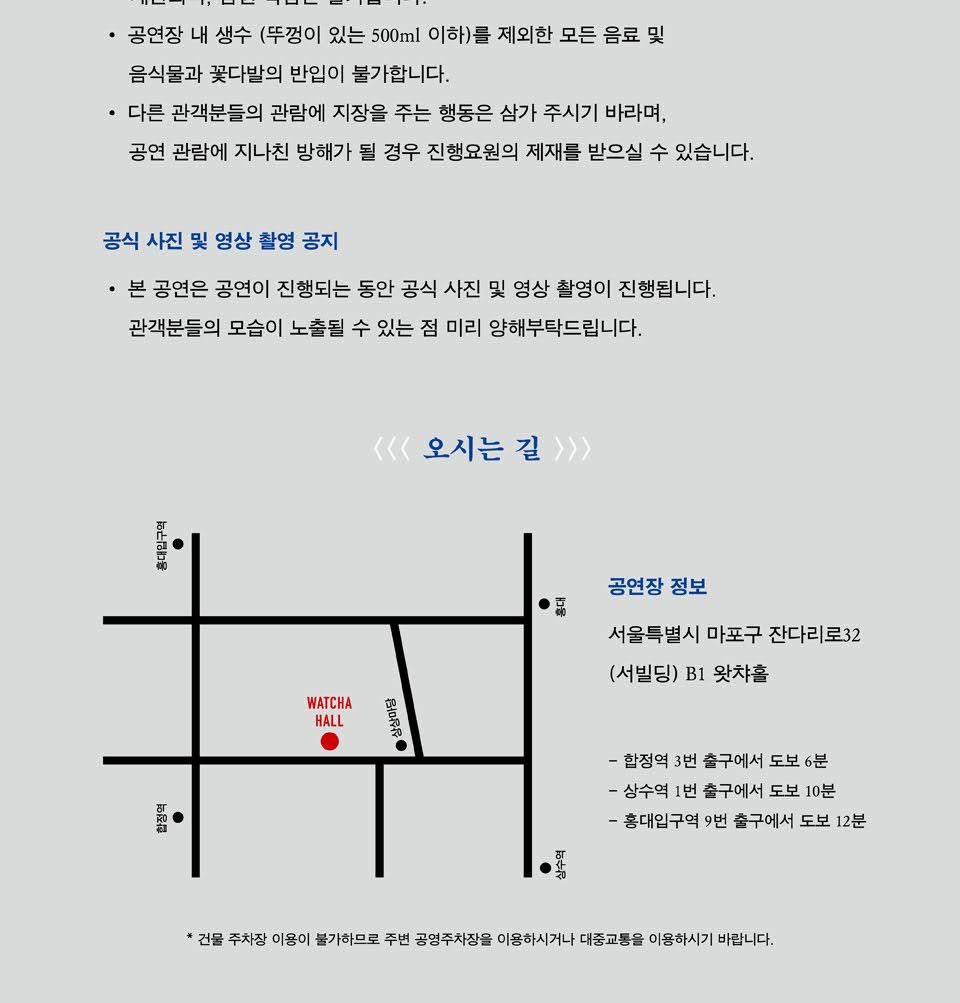 • 공연장 내 생수 (뚜껑이 있는 500ml 이하)를 제외한 모든 음료 및
음식물과 꽃다발의 반입이 불가합니다.
• 다른 관객분들의 관람에 지장을 주는 행동은 삼가 주시기 바라며,
공연 관람에 지나친 방해가 될 경우 진행요원의 제재를 받으실 수 있습니다.
공식 사진 및 영상 촬영 공지
• 본 공연은 공연이 진행되는 동안 공식 사진 및 영상 촬영이 진행됩니다.
관객분들의 모습이 노출될 수 있는 점 미리 양해부탁드립니다.
〈〈〈 오시는 길 〉〉〉
홍대입구역
홍대
WATCHA
HALL
상상마당
합정역
상수역
공연장 정보
서울특별시 마포구 잔다리로32
(서빌딩) B1 왓챠홀
– 합정역 3번 출구에서 도보 6분
– 상수역 1번 출구에서 도보 10분
– 홍대입구역 9번 출구에서 도보 12분
* 건물 주차장 이용이 불가하므로 주변 공영주차장을 이용하시거나 대중교통을 이용하시기 바랍니다.